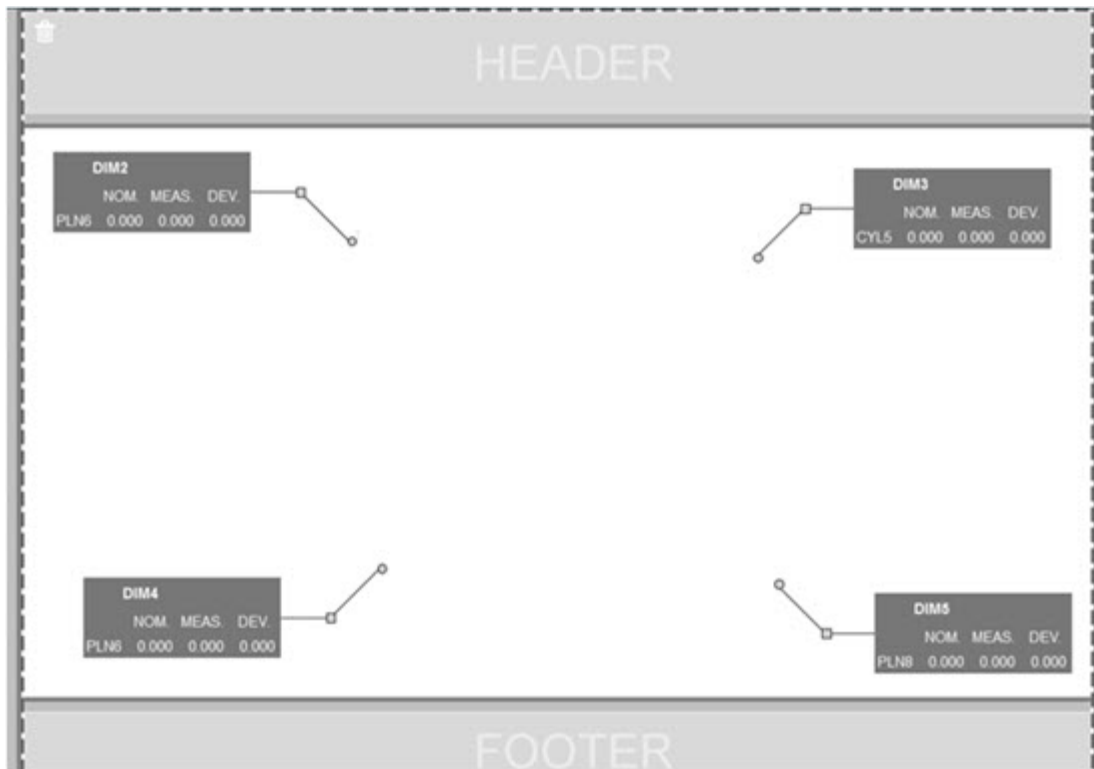 HEADER
DIM2
NOM. MEAS. DEV.
PLN6 0.000 0.000 0.000
DIM3
NOM. MEAS. DEV.
CYL5 0.000 0.000 0.000
DIM4
NOM. MEAS. DEV.
PLN6 0.000 0.000 0.000
DIM5
NOM. MEAS. DEV.
PLN8 0.000 0.000 0.000
FOOTER